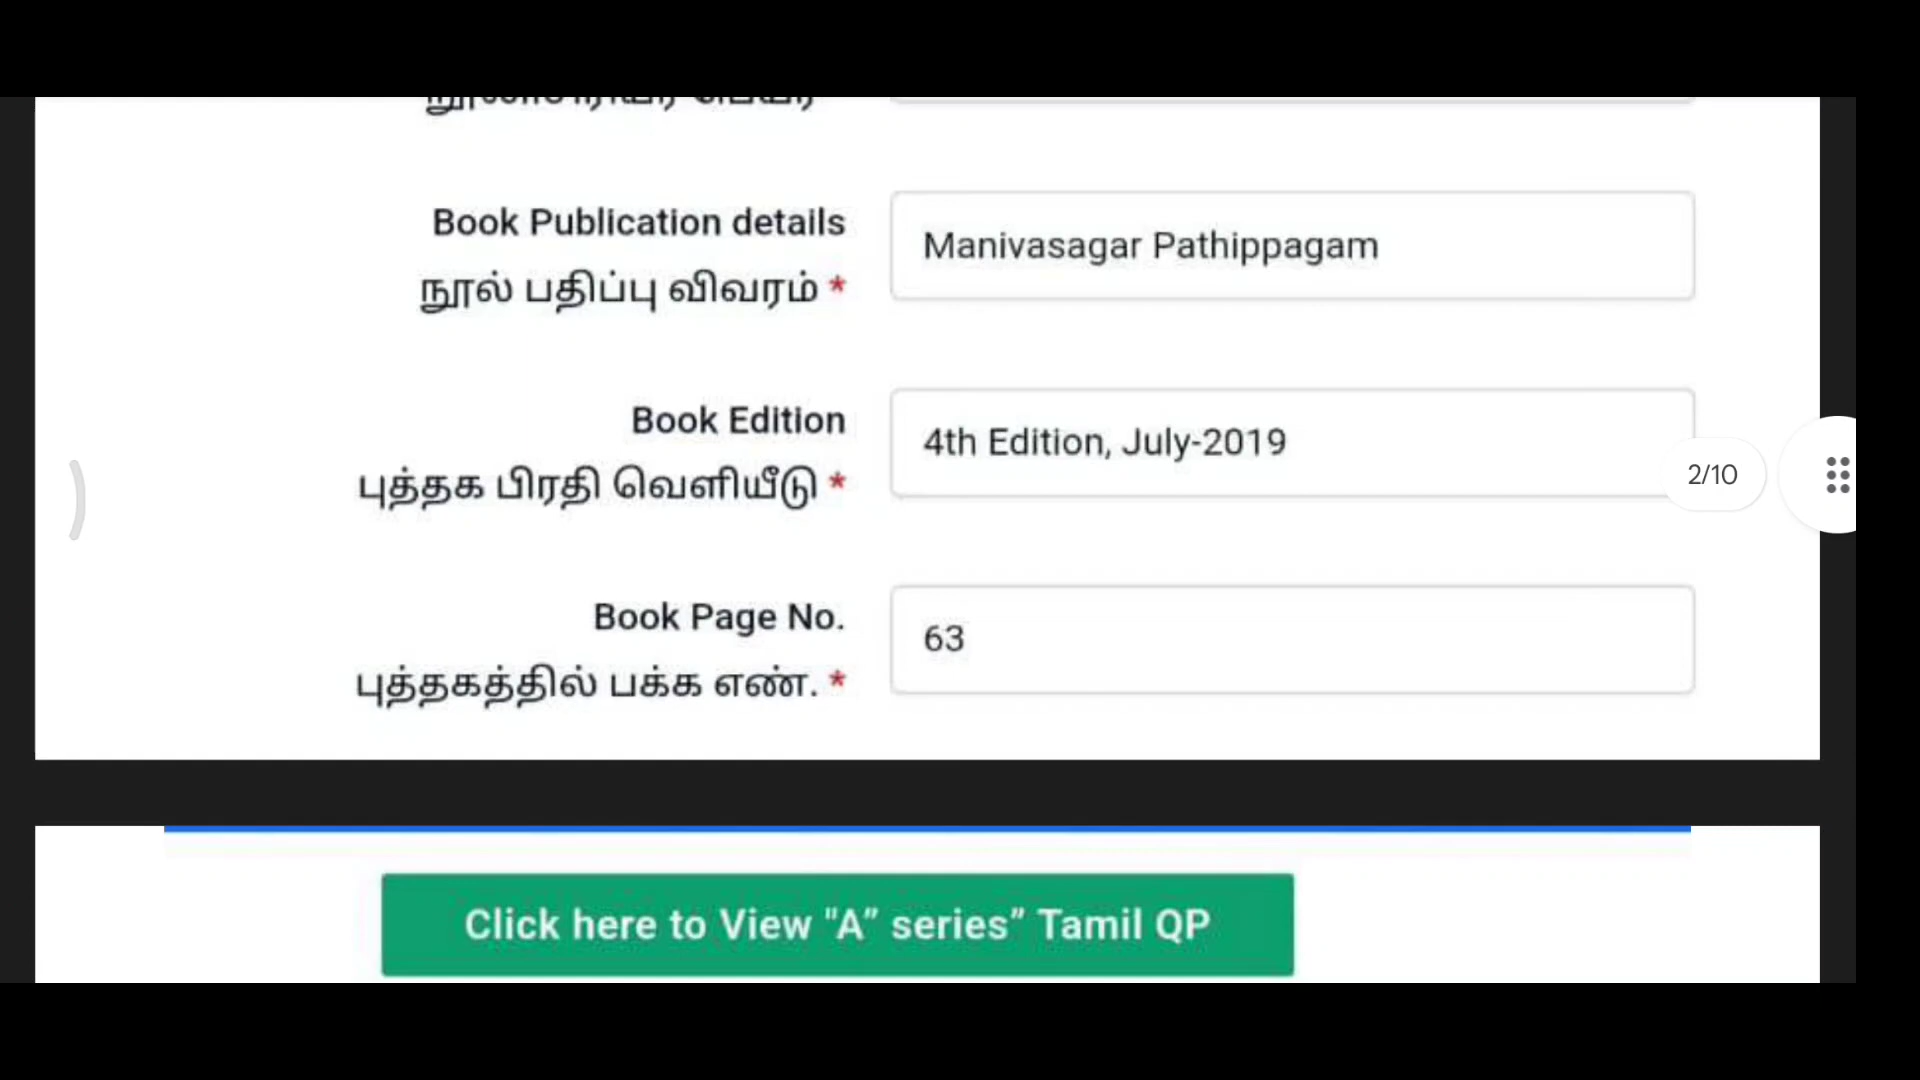 Book Publication details
நூல் பதிப்பு விவரம் *
Manivasagar Pathippagam
Book Edition
புத்தக பிரதி வெளியீடு *
4th Edition, July-2019
2/10
Book Page No.
புத்தகத்தில் பக்க எண். *
63
Click here to View "A” series” Tamil QP